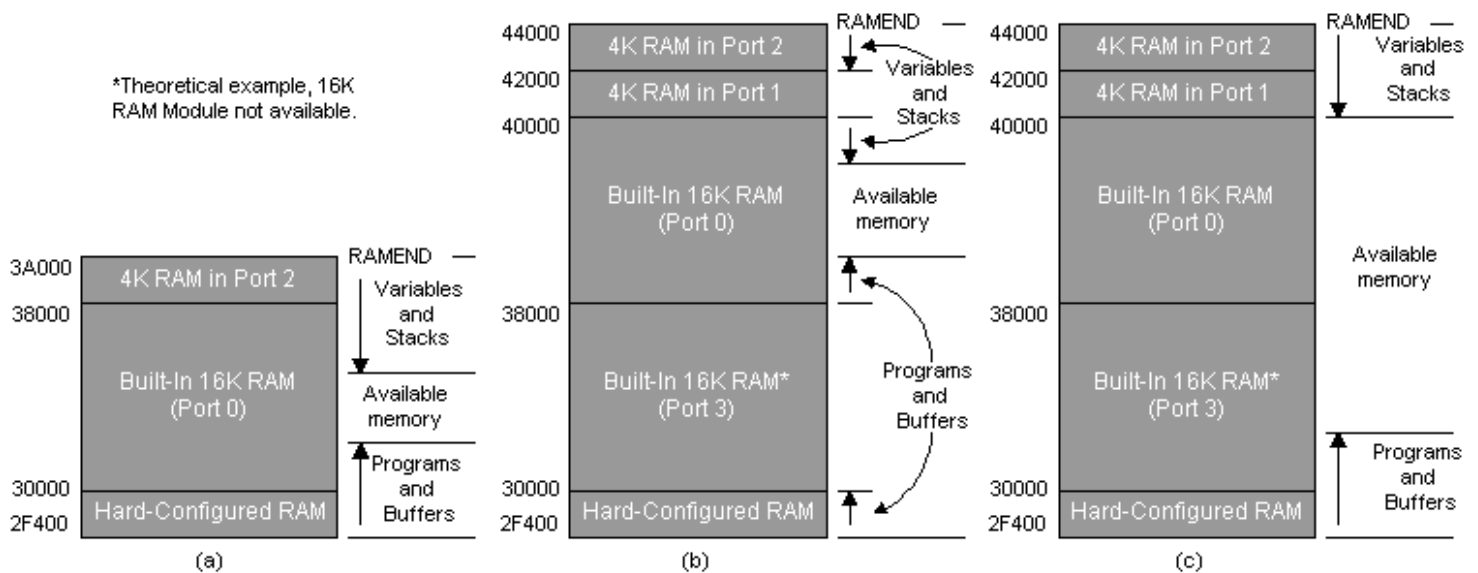 *Theoretical example, 16K
RAM Module not available.
3A000
38000
30000
2F400
4K RAM in Port 2
Built-In 16K RAM
(Port 0)
Hard-Configured RAM
RAMEND
Variables
and
Stacks
Available
memory
Programs
and
Buffers
(a)
44000
42000
40000
38000
30000
2F400
4K RAM in Port 2
4K RAM in Port 1
Built-In 16K RAM
(Port 0)
Built-In 16K RAM*
(Port 3)
Hard-Configured RAM
RAMEND
Variables
and
Stacks
Available
memory
Programs
and
Buffers
(b)
44000
42000
40000
38000
30000
2F400
4K RAM in Port 2
4K RAM in Port 1
Built-In 16K RAM
(Port 0)
Built-In 16K RAM*
(Port 3)
Hard-Configured RAM
RAMEND
Variables
and
Stacks
Available
memory
Programs
and
Buffers
(c)